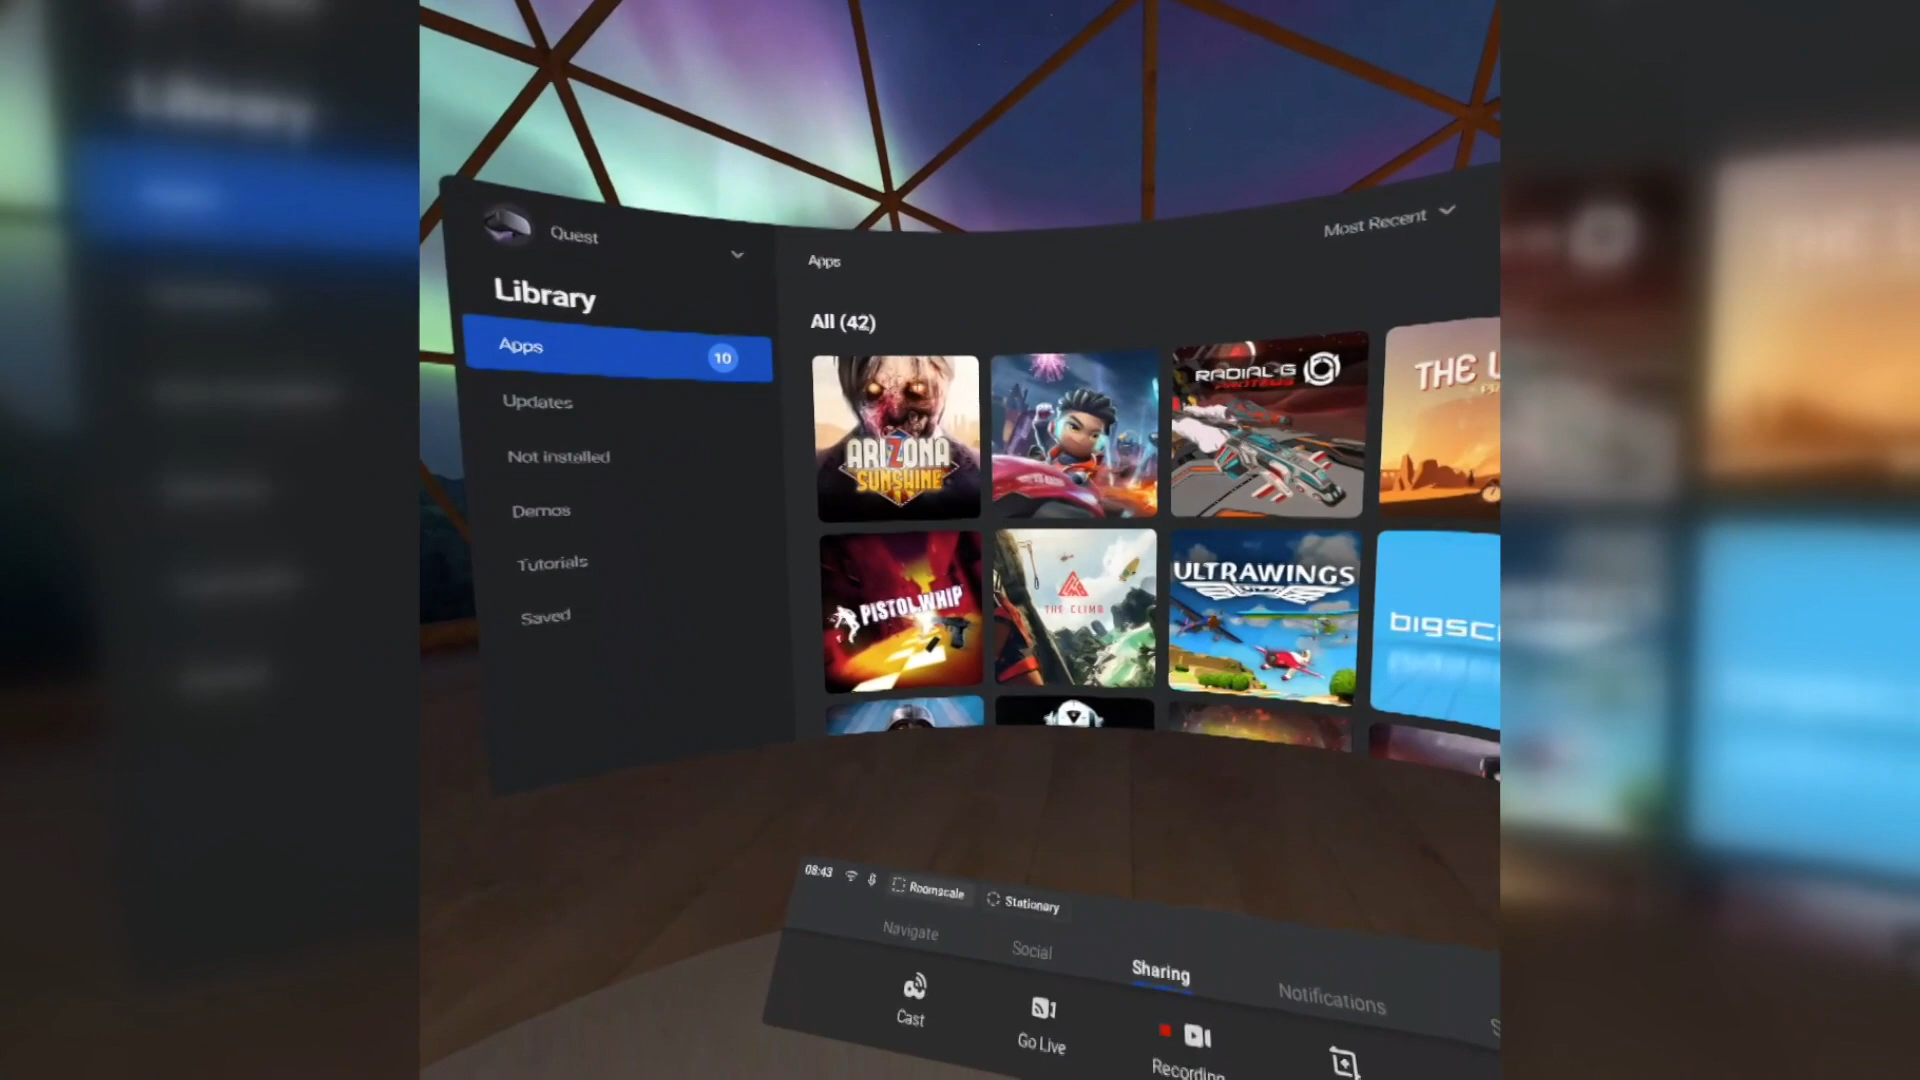 Quest
Library
Apps 10
Updates
Not Installed
Demos
Tutorials
Saved
Apps
Most Recent
All (42)
ARIZONA
SUNSHINE
RADIAL-G
PROTEUS
THE
PISTOL WHIP
THE CLIMB
ULTRAWINGS
bigsc
08:43
Roomscale
Stationary
Navigate
Social
Sharing
Notifications
Cast
Go Live
Recording